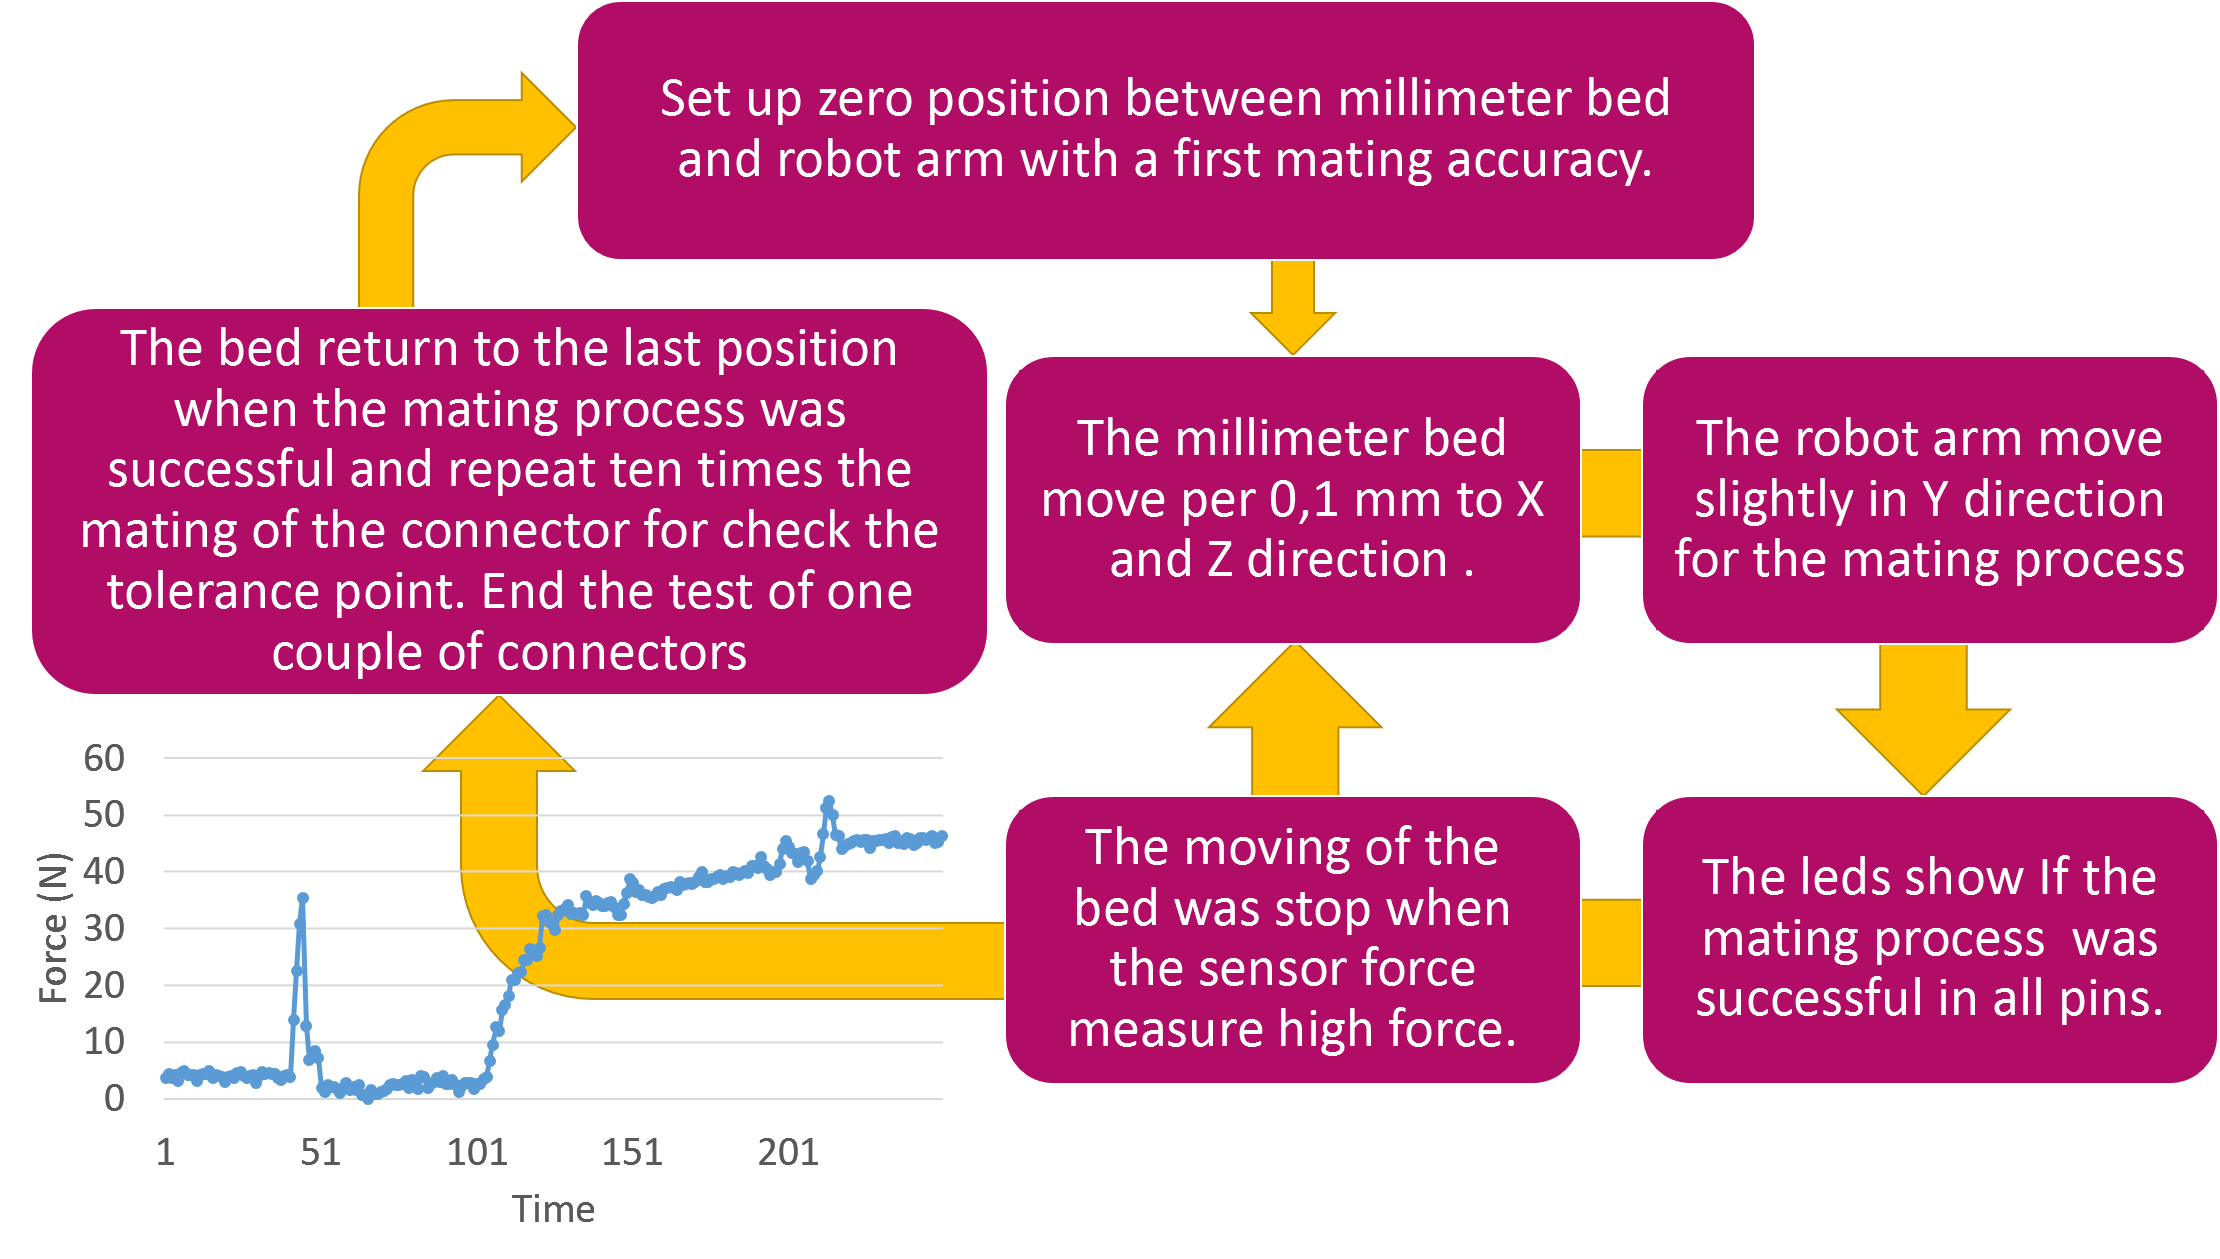 Set up zero position between millimeter bed
and robot arm with a first mating accuracy.
The bed return to the last position
when the mating process was
successful and repeat ten times the
mating of the connector for check the
tolerance point. End the test of one
couple of connectors
The millimeter bed
move per 0,1 mm to X
and Z direction .
The robot arm move
slightly in Y direction
for the mating process
The moving of the
bed was stop when
the sensor force
measure high force.
The leds show If the
mating process  was
successful in all pins.
60
50
40
30
20
10
0
Force (N)
1 51 101 151 201
Time